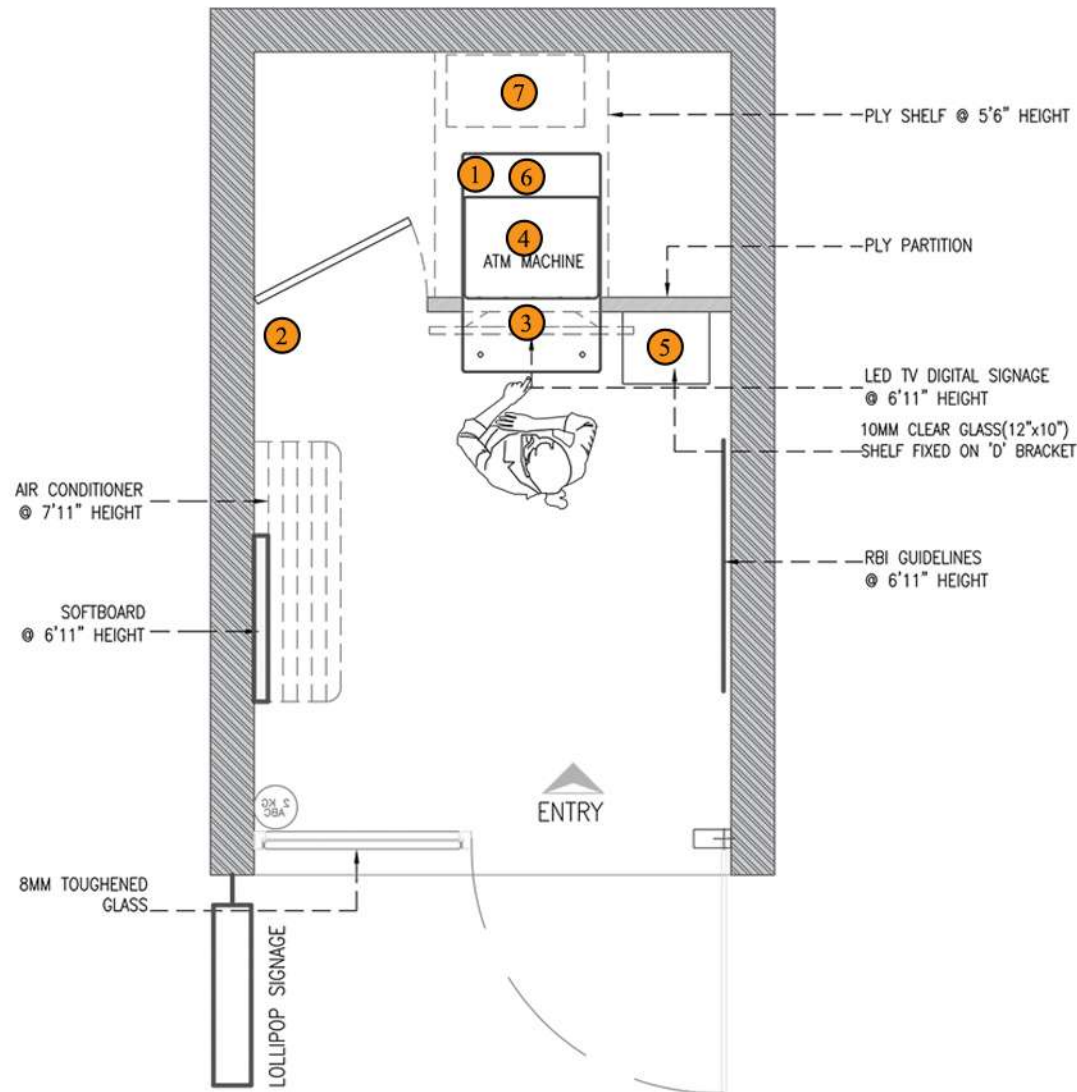 7
PLY SHELF @ 5'6" HEIGHT
1
6
4
ATM MACHINE
PLY PARTITION
2
3
5
LED TV DIGITAL SIGNAGE
@ 6'11" HEIGHT
10MM CLEAR GLASS(12"x10")
SHELF FIXED ON 'D' BRACKET
AIR CONDITIONER
@ 7'11" HEIGHT
RBI GUIDELINES
@ 6'11" HEIGHT
SOFTBOARD
@ 6'11" HEIGHT
2 KG
ABC
ENTRY
8MM TOUGHENED
GLASS
LOLLIPOP SIGNAGE